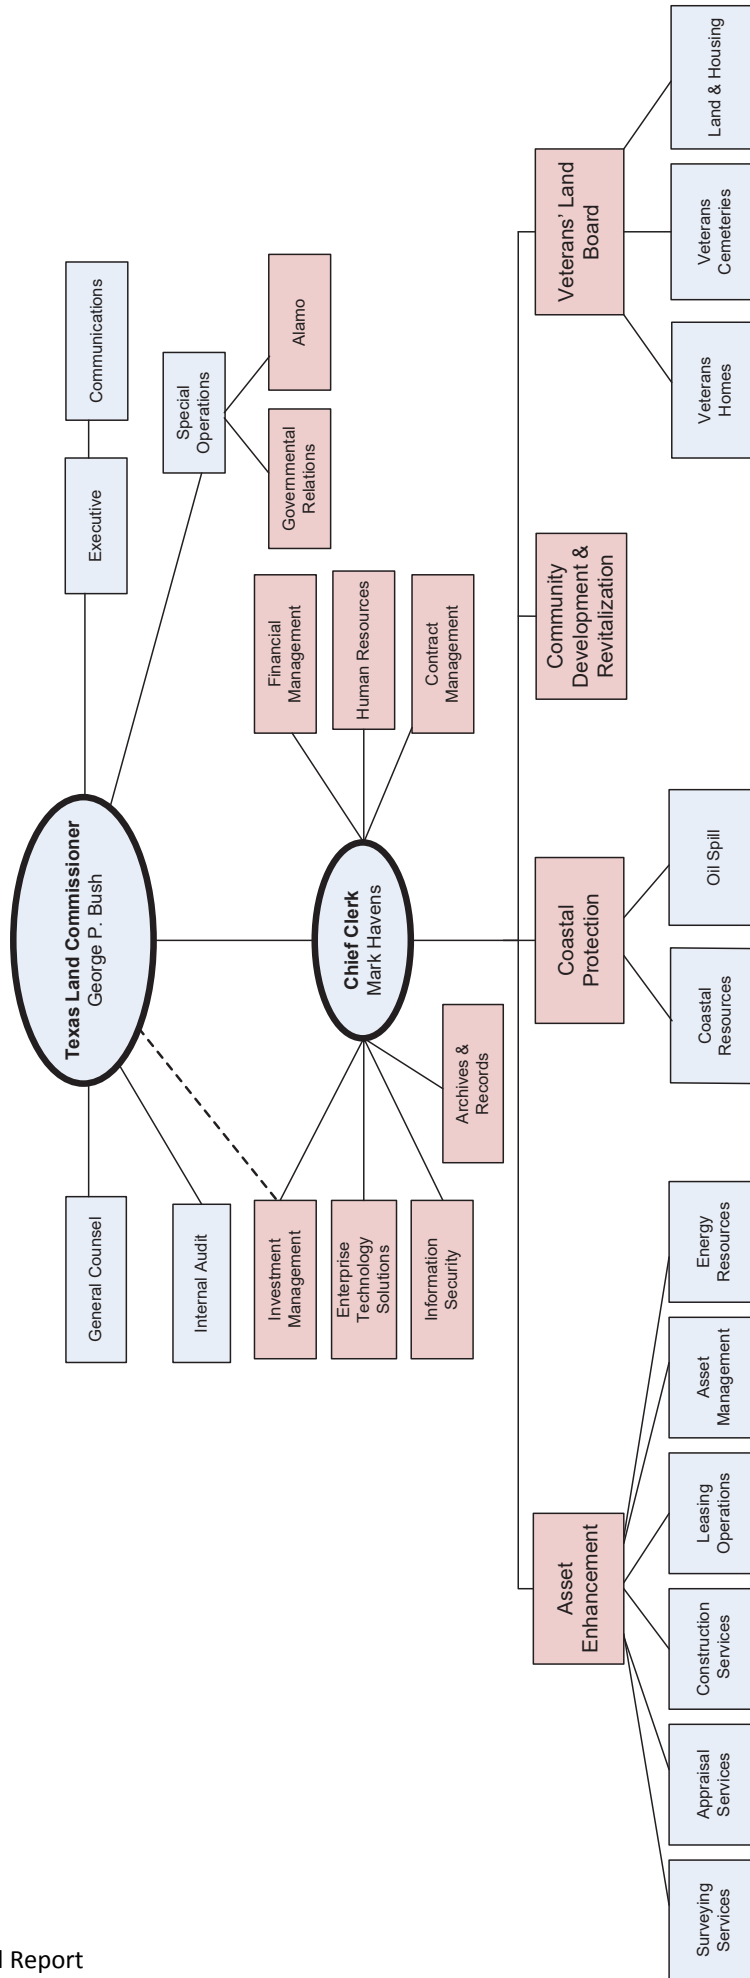 Texas Land Commissioner
George P. Bush
General Counsel
Internal Audit
Executive
Communications
Special
Operations
Governmental
Relations
Alamo
Chief Clerk
Mark Havens
Investment
Management
Enterprise
Technology
Solutions
Information
Security
Archives &
Records
Financial
Management
Human Resources
Contract
Management
Asset
Enhancement
Coastal
Protection
Community
Development &
Revitalization
Veterans' Land
Board
Surveying
Services
Appraisal
Services
Construction
Services
Leasing
Operations
Asset
Management
Energy
Resources
Coastal
Resources
Oil Spill
Veterans
Homes
Veterans
Cemeteries
Land & Housing
Report